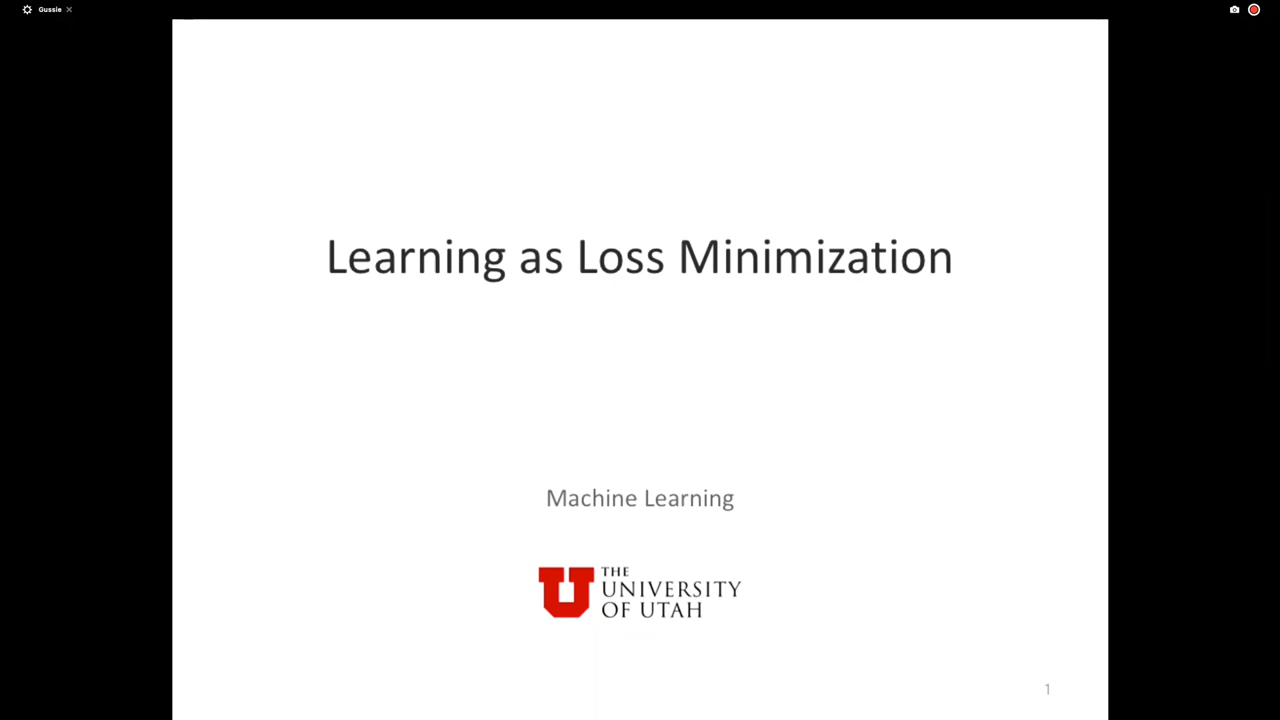 Gussie
Learning as Loss Minimization
Machine Learning
THE
UNIVERSITY
OF UTAH
1